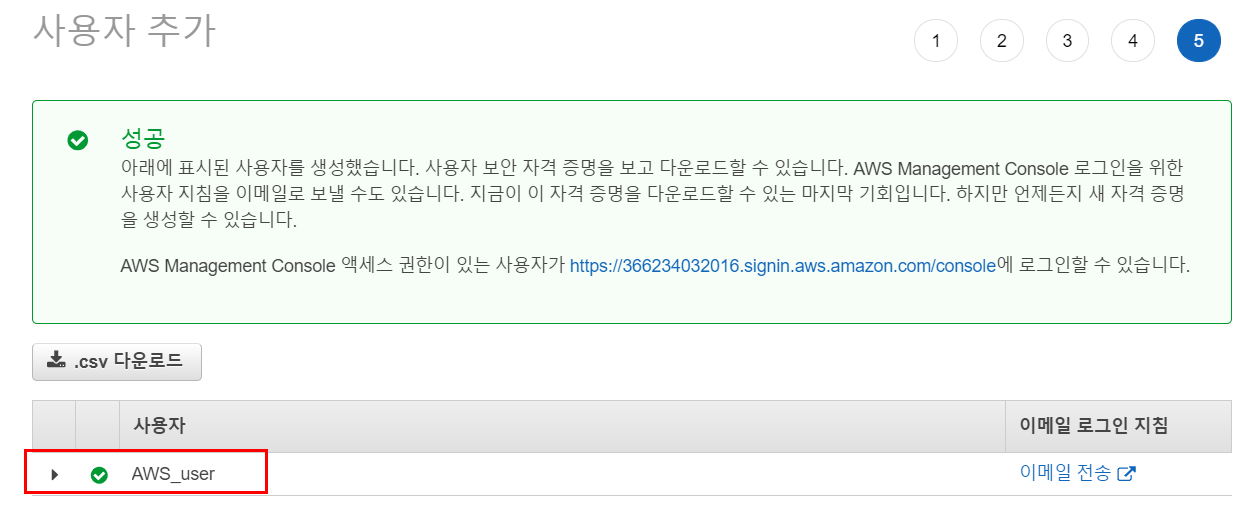 사용자 추가
1 2 3 4 5
성공
아래에 표시된 사용자를 생성했습니다. 사용자 보안 자격 증명을 보고 다운로드할 수 있습니다. AWS Management Console 로그인을 위한
사용자 지침을 이메일로 보낼 수도 있습니다. 지금이 이 자격 증명을 다운로드할 수 있는 마지막 기회입니다. 하지만 언제든지 새 자격 증명
을 생성할 수 있습니다.
AWS Management Console 액세스 권한이 있는 사용자가 https://366234032016.signin.aws.amazon.com/console에 로그인할 수 있습니다.
.csv 다운로드
사용자 이메일 로그인 지침
AWS_user 이메일 전송